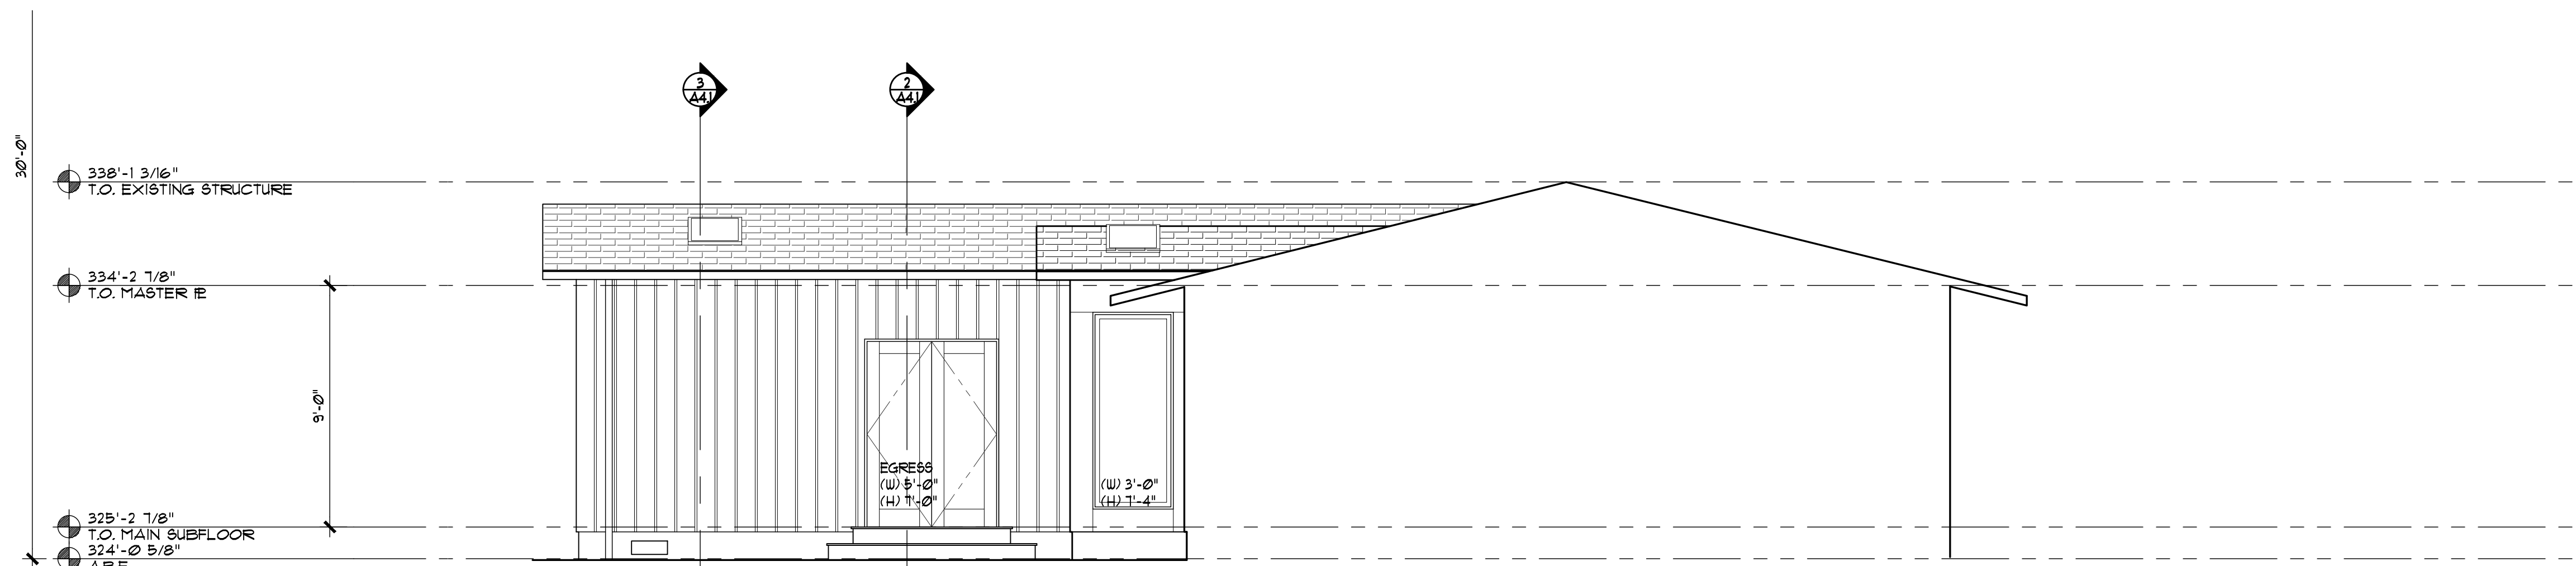 3
A4.1
2
A4.1
30'-0"
338'-1 3/16"
T.O. EXISTING STRUCTURE
334'-2 7/8"
T.O. MASTER PL
9'-0"
EGRESS
(W) 5'-0"
(H) 7'-0"
(W) 3'-0"
(H) 7'-4"
325'-2 7/8"
T.O. MAIN SUBFLOOR
324'-0 5/8"